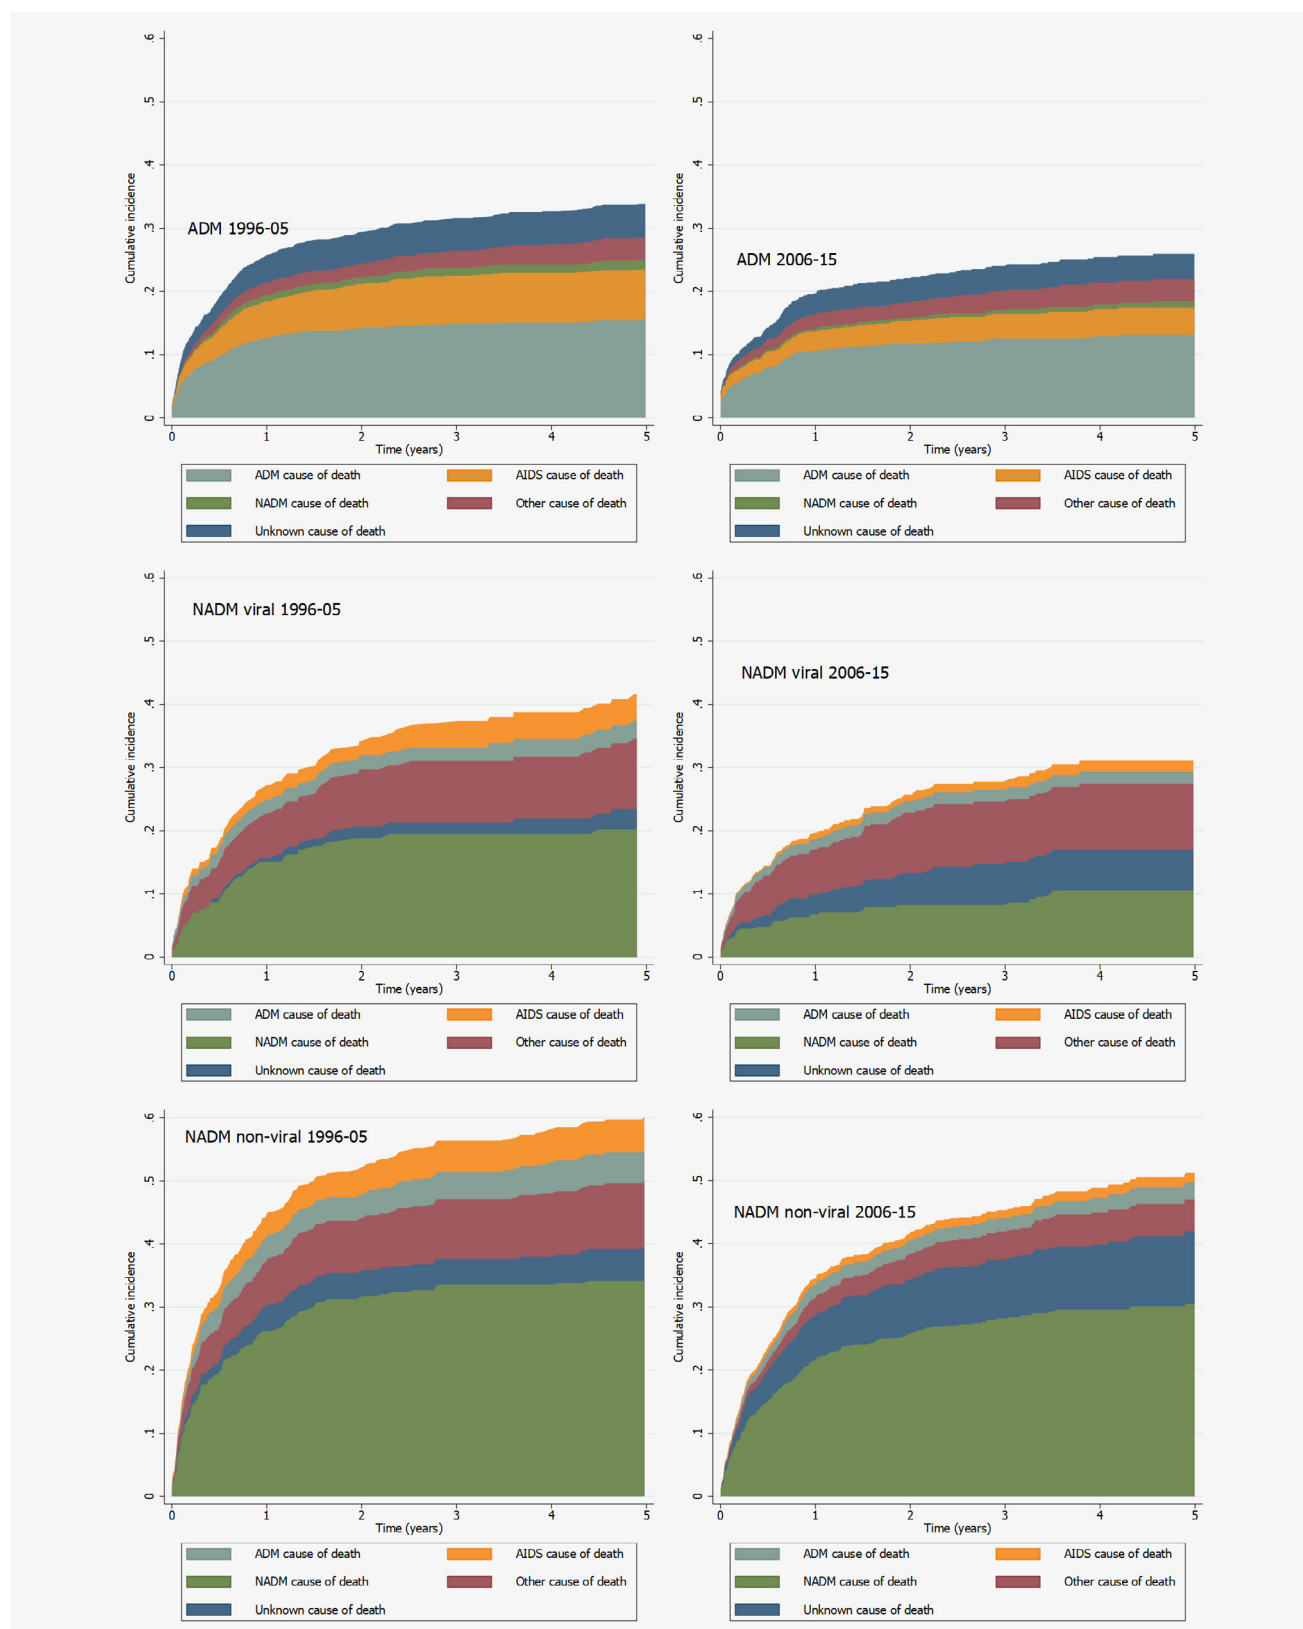 .6
.5
.4
.3
.2
.1
0
Cumulative incidence
ADM 1996-05
0 1 2 3 4 5
Time (years)
ADM cause of death AIDS cause of death
NADM cause of death Other cause of death
Unknown cause of death
.6
.5
.4
.3
.2
.1
0
Cumulative incidence
ADM 2006-15
0 1 2 3 4 5
Time (years)
ADM cause of death AIDS cause of death
NADM cause of death Other cause of death
Unknown cause of death
.6
.5
.4
.3
.2
.1
0
Cumulative incidence
NADM viral 1996-05
0 1 2 3 4 5
Time (years)
ADM cause of death AIDS cause of death
NADM cause of death Other cause of death
Unknown cause of death
.6
.5
.4
.3
.2
.1
0
Cumulative incidence
NADM viral 2006-15
0 1 2 3 4 5
Time (years)
ADM cause of death AIDS cause of death
NADM cause of death Other cause of death
Unknown cause of death
.6
.5
.4
.3
.2
.1
0
Cumulative incidence
NADM non-viral 1996-05
0 1 2 3 4 5
Time (years)
ADM cause of death AIDS cause of death
NADM cause of death Other cause of death
Unknown cause of death
.6
.5
.4
.3
.2
.1
0
Cumulative incidence
NADM non-viral 2006-15
0 1 2 3 4 5
Time (years)
ADM cause of death AIDS cause of death
NADM cause of death Other cause of death
Unknown cause of death